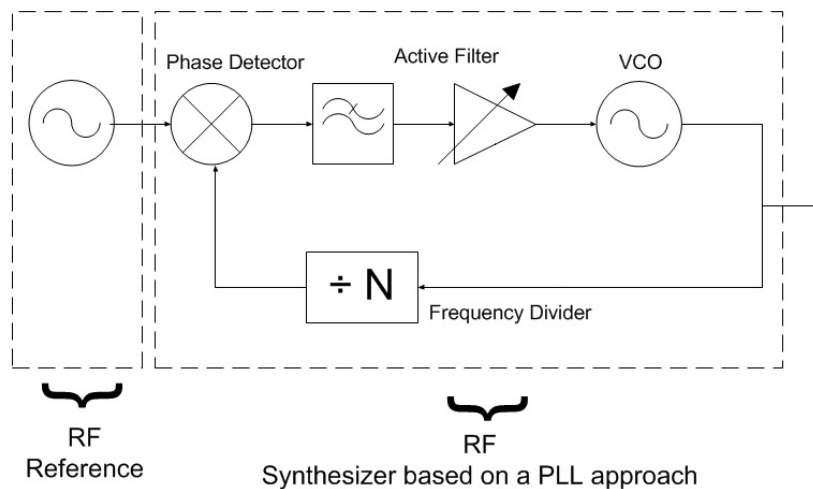 Phase Detector
Active Filter
VCO
÷ N
Frequency Divider
RF
Reference
RF
Synthesizer based on a PLL approach